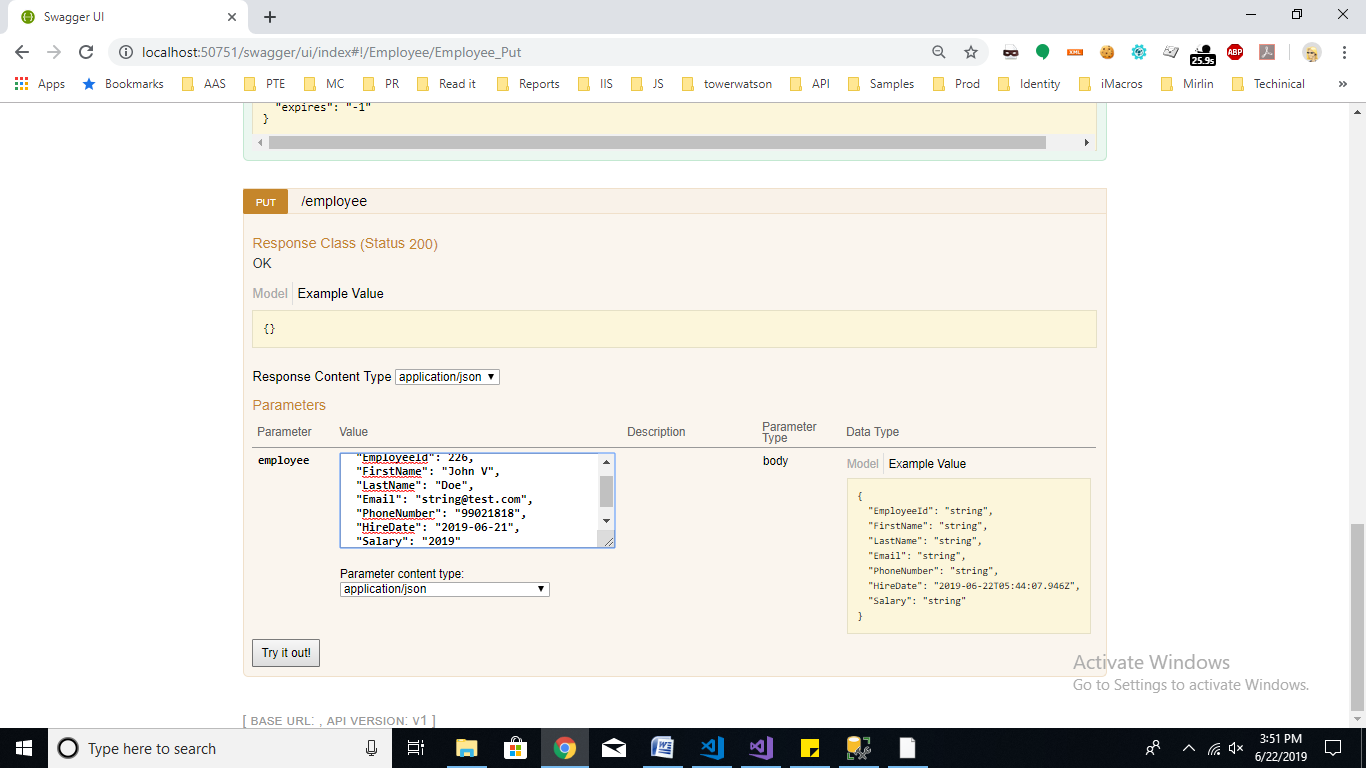 Swagger UI
localhost:50751/swagger/ui/index#!/Employee/Employee_Put
XML
25.9s
ABP
Apps Bookmarks AAS PTE MC PR Read it Reports IIS JS towerwatson API Samples Prod Identity iMacros Mirlin Techinical »
"expires": "-1"
}
PUT /employee
Response Class (Status 200)
OK
Model Example Value
{}
Response Content Type application/json
Parameters
Parameter Value Description Parameter Type Data Type
employee
"EmployeeId": 226,
"FirstName": "John V",
"LastName": "Doe",
"Email": "string@test.com",
"PhoneNumber": "99021818",
"HireDate": "2019-06-21",
"Salary": "2019"
body
Model Example Value
{
"EmployeeId": "string",
"FirstName": "string",
"LastName": "string",
"Email": "string",
"PhoneNumber": "string",
"HireDate": "2019-06-22T05:44:07.946Z",
"Salary": "string"
}
Parameter content type:
application/json
Try it out!
Activate Windows
Go to Settings to activate Windows.
[ BASE URL: , API VERSION: V1 ]
Type here to search
3:51 PM
6/22/2019